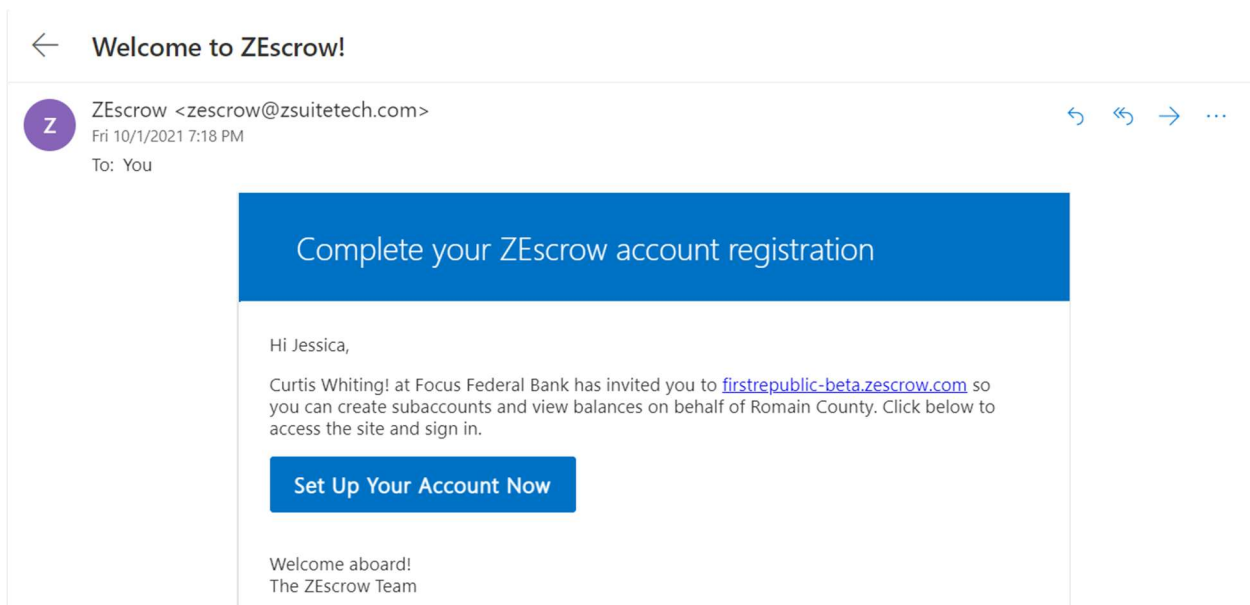 Welcome to ZEscrow!
Z
ZEscrow <zescrow@zsuitetech.com>
Fri 10/1/2021 7:18 PM
To: You
Complete your ZEscrow account registration
Hi Jessica,
Curtis Whiting! at Focus Federal Bank has invited you to firstrepublic-beta.zescrow.com so
you can create subaccounts and view balances on behalf of Romain County. Click below to
access the site and sign in.
Set Up Your Account Now
Welcome aboard!
The ZEscrow Team